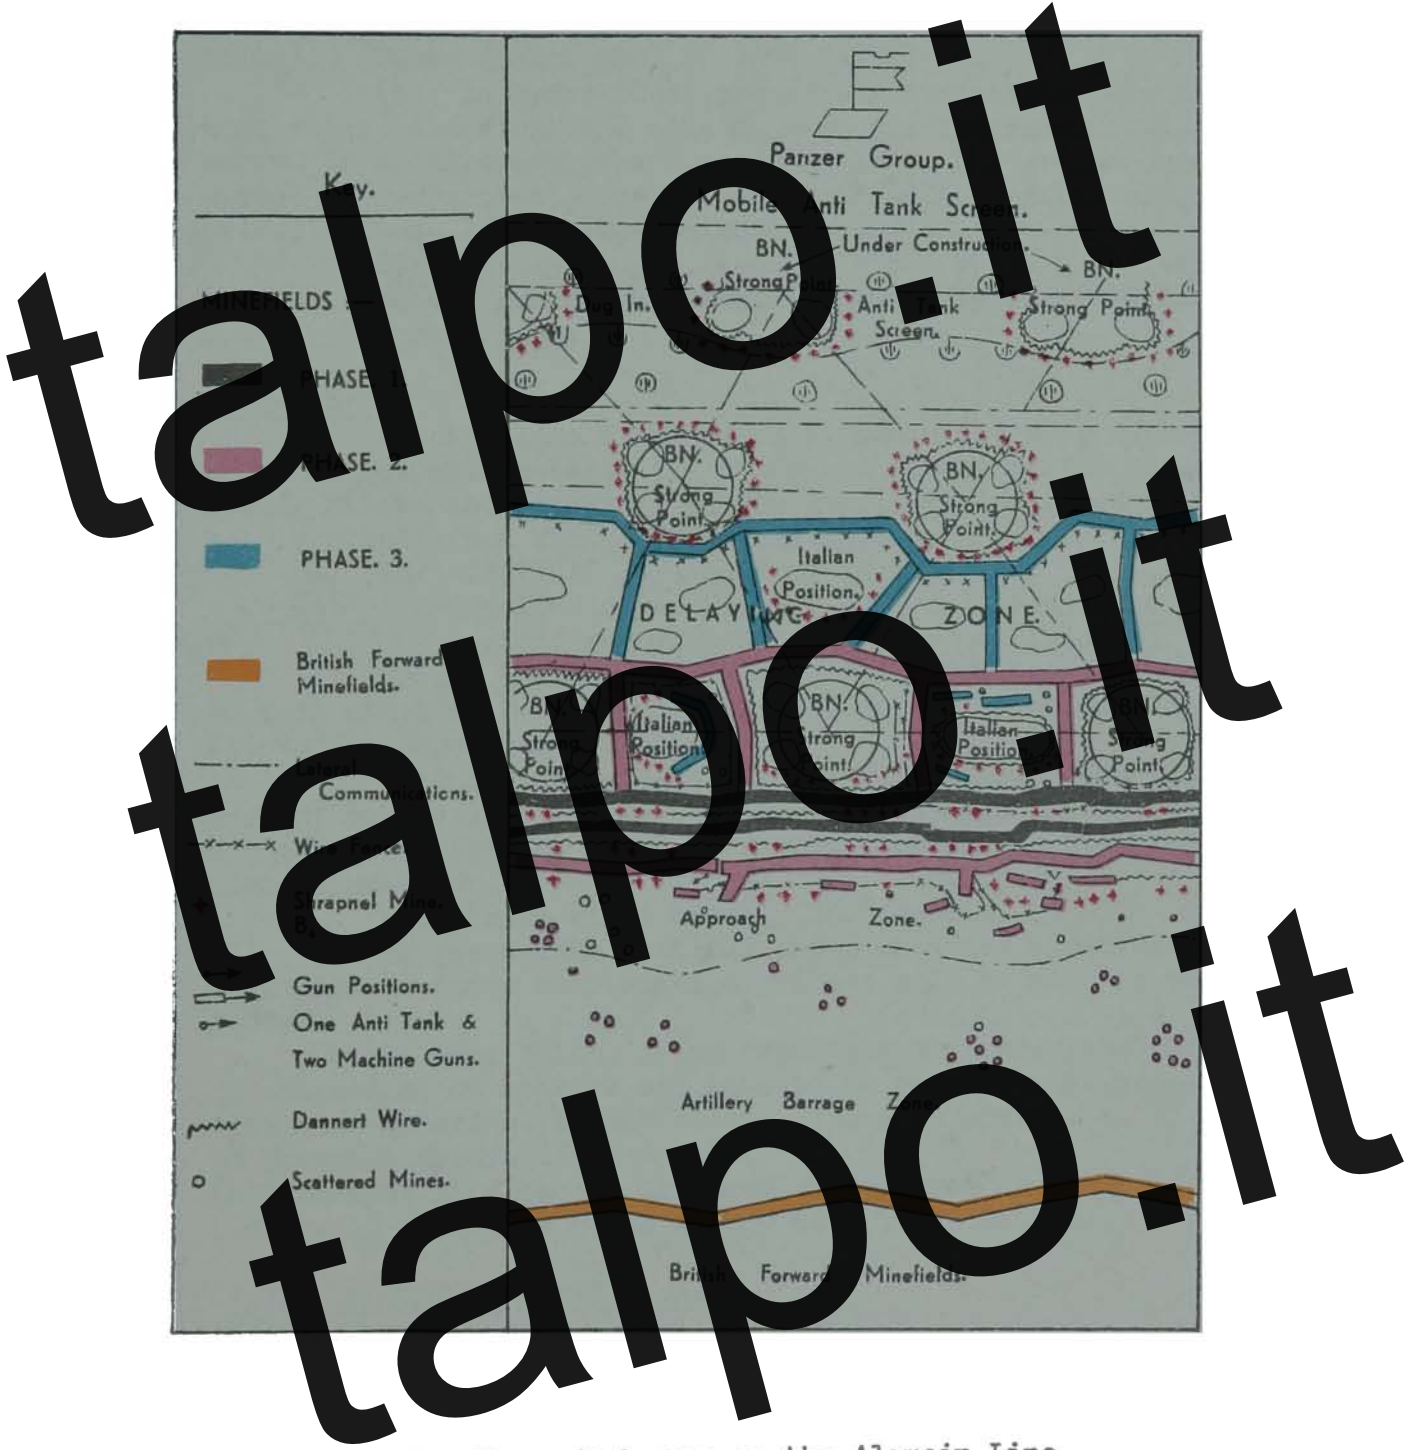 Key.
MINEFIELDS :—
PHASE. 1.
PHASE. 2.
PHASE. 3.
British Forward
Minefields.
Lateral
Communications.
Wire Fence.
Shrapnel Mine.
Gun Positions.
One Anti Tank &
Two Machine Guns.
Dannert Wire.
Scattered Mines.
Panzer Group.
Mobile Anti Tank Screen.
BN. Under Construction. BN.
Strong Point
Dug In. Anti Tank Strong Point.
Screen.
BN. BN.
Strong Strong
Point. Point.
Italian
Position.
DELAYING ZONE.
BN. Italian BN. Italian BN.
Strong Position Strong Position Strong
Point Point Point
Approach Zone.
Artillery Barrage Zone.
British Forward Minefields.
Alamein Line
talpo.it
talpo.it
talpo.it